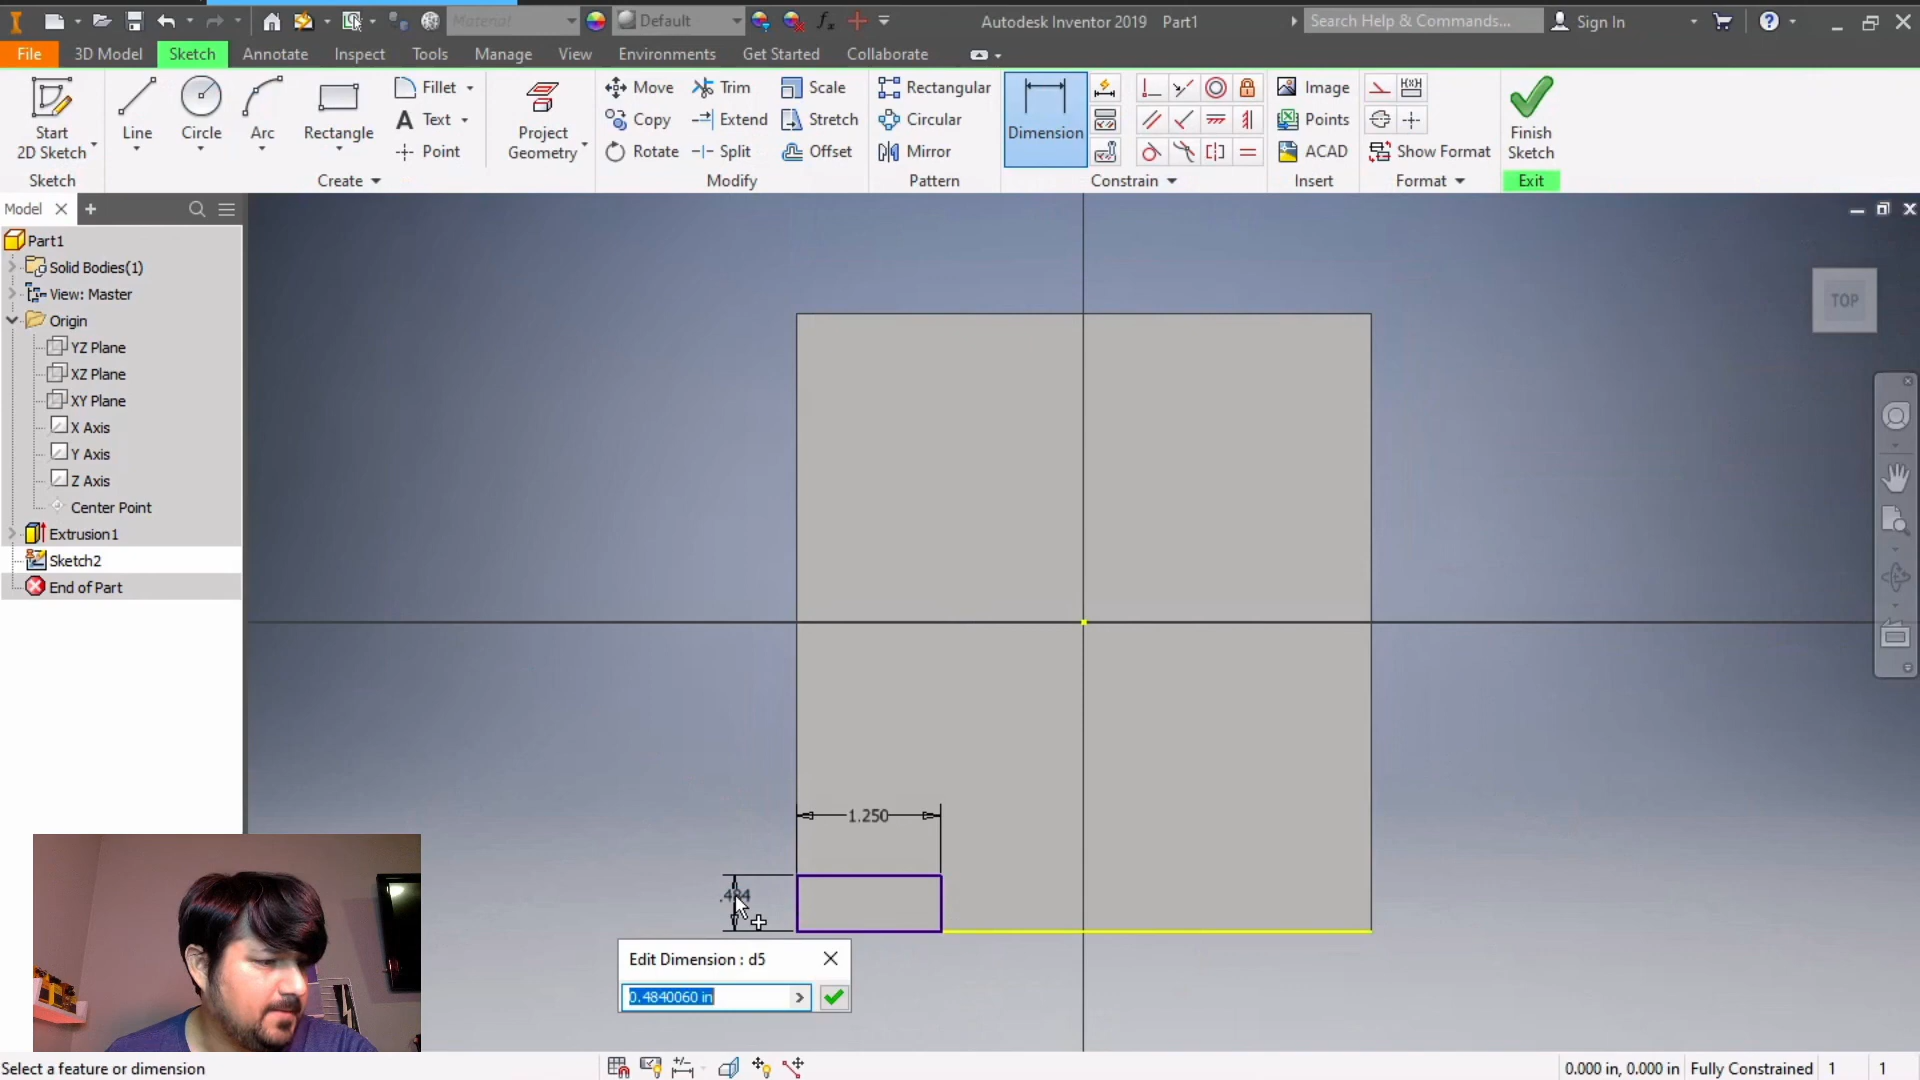 Material
Default
Autodesk Inventor 2019 Part1
Search Help & Commands...
Sign In
File
3D Model
Sketch
Annotate
Inspect
Tools
Manage
View
Environments
Get Started
Collaborate
Start
2D Sketch
Line
Circle
Arc
Rectangle
Fillet
Text
Point
Project
Geometry
Move
Copy
Rotate
Trim
Extend
Split
Scale
Stretch
Offset
Rectangular
Circular
Mirror
Dimension
Image
Points
ACAD
Show Format
Finish
Sketch
Sketch
Create
Modify
Pattern
Constrain
Insert
Format
Exit
Model
Part1
Solid Bodies(1)
View: Master
Origin
YZ Plane
XZ Plane
XY Plane
X Axis
Y Axis
Z Axis
Center Point
Extrusion1
Sketch2
End of Part
TOP
1.250
.484
Edit Dimension : d5
0.4840060 in
Select a feature or dimension
0.000 in, 0.000 in
Fully Constrained
1
1